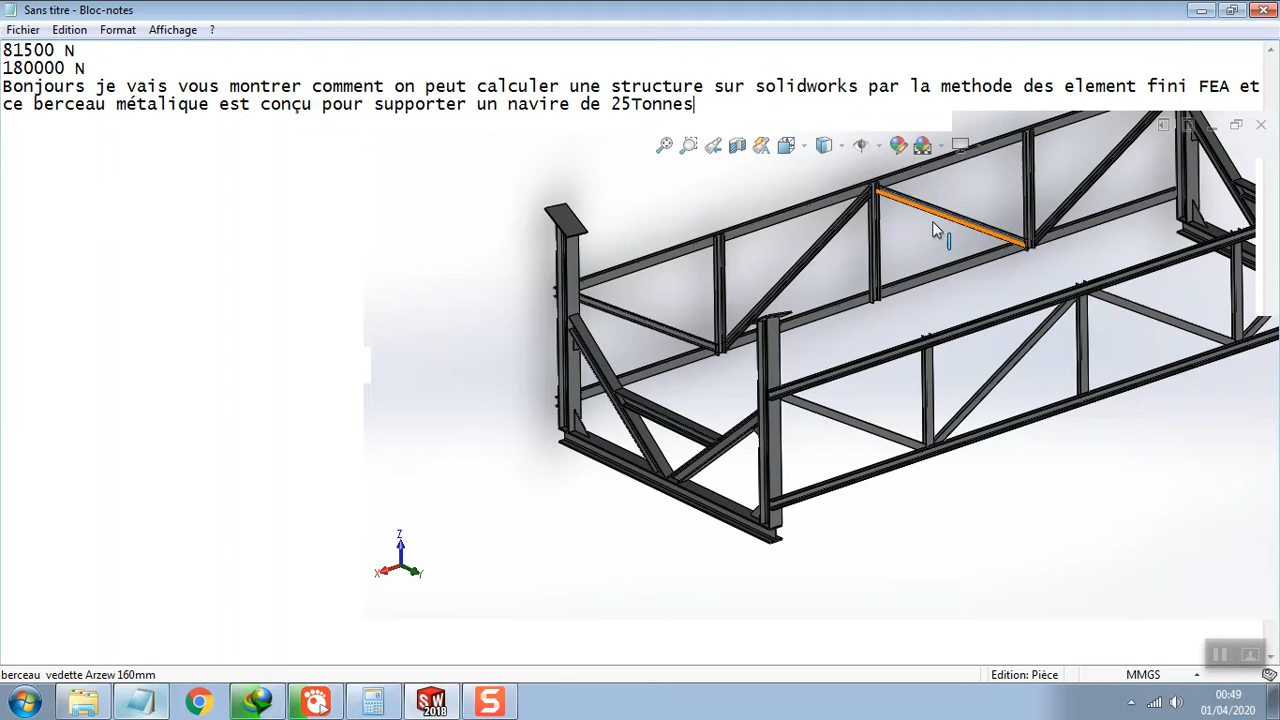 Sans titre - Bloc-notes
Fichier Edition Format Affichage ?
81500 N
180000 N
Bonjours je vais vous montrer comment on peut calculer une structure sur solidworks par la methode des element fini FEA et
ce berceau métalique est conçu pour supporter un navire de 25Tonnes
Z
X
Y
berceau vedette Arzew 160mm Edition: Pièce MMGS
SW
2018
S
00:49
01/04/2020